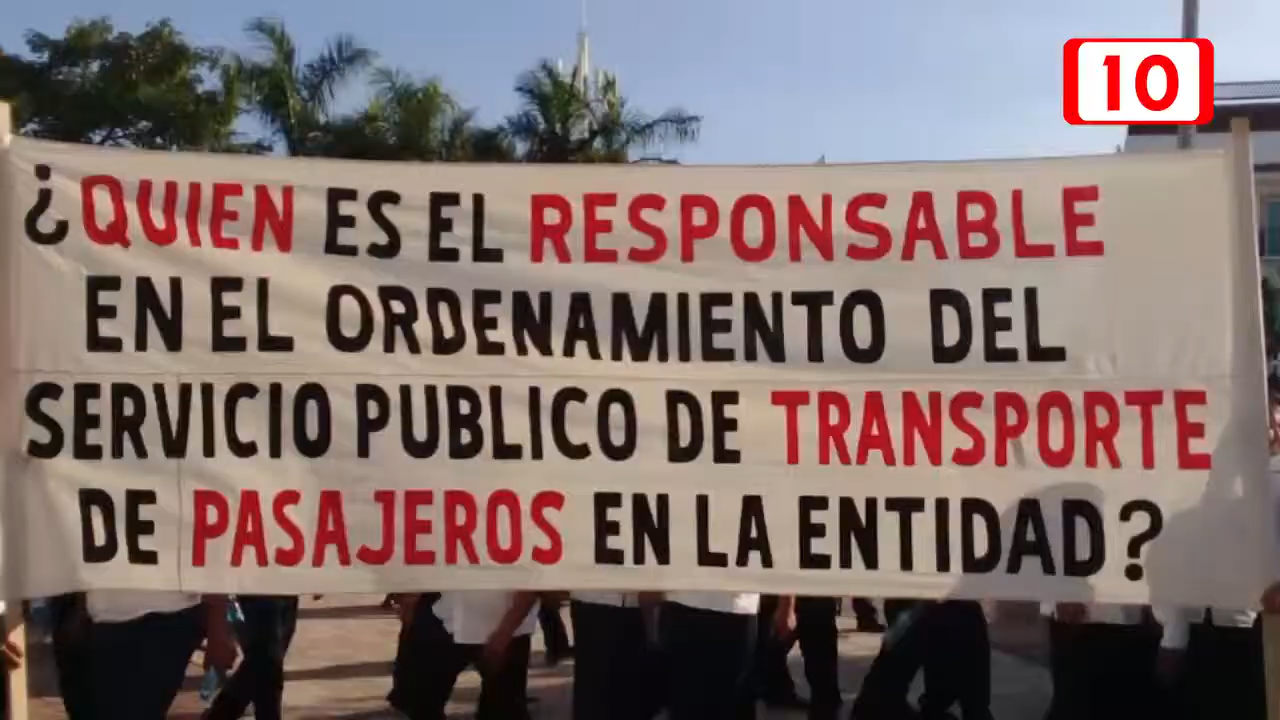 10
¿QUIEN ES EL RESPONSABLE
EN EL ORDENAMIENTO DEL
SERVICIO PUBLICO DE TRANSPORTE
DE PASAJEROS EN LA ENTIDAD?